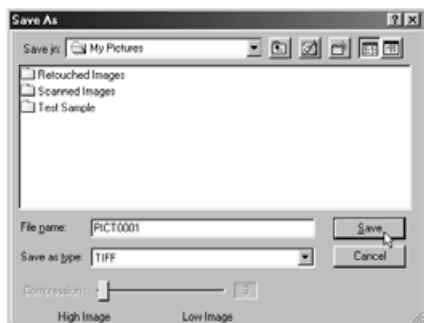 Save As
Save in: My Pictures
Retouched Images
Scanned Images
Test Sample
File name: PICT0001 Save
Save as type: TIFF Cancel
Compression: 3
High Image Low Image